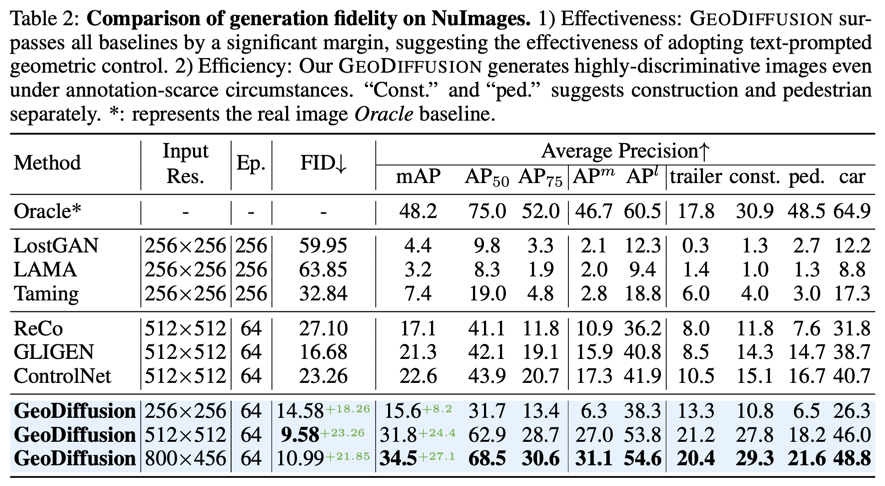 Table 2: Comparison of generation fidelity on NuImages. 1) Effectiveness: GEODIFFUSION sur-
passes all baselines by a significant margin, suggesting the effectiveness of adopting text-prompted
geometric control. 2) Efficiency: Our GEODIFFUSION generates highly-discriminative images even
under annotation-scarce circumstances. “Const.” and “ped.” suggests construction and pedestrian
separately. *: represents the real image Oracle baseline.
Method Input Res. Ep. FID↓ Average Precision↑
mAP AP50 AP75 APm APl trailer const. ped. car
Oracle* - - - 48.2 75.0 52.0 46.7 60.5 17.8 30.9 48.5 64.9
LostGAN 256×256 256 59.95 4.4 9.8 3.3 2.1 12.3 0.3 1.3 2.7 12.2
LAMA 256×256 256 63.85 3.2 8.3 1.9 2.0 9.4 1.4 1.0 1.3 8.8
Taming 256×256 256 32.84 7.4 19.0 4.8 2.8 18.8 6.0 4.0 3.0 17.3
ReCo 512×512 64 27.10 17.1 41.1 11.8 10.9 36.2 8.0 11.8 7.6 31.8
GLIGEN 512×512 64 16.68 21.3 42.1 19.1 15.9 40.8 8.5 14.3 14.7 38.7
ControlNet 512×512 64 23.26 22.6 43.9 20.7 17.3 41.9 10.5 15.1 16.7 40.7
GeoDiffusion 256×256 64 14.58+18.26 15.6+8.2 31.7 13.4 6.3 38.3 13.3 10.8 6.5 26.3
GeoDiffusion 512×512 64 9.58+23.26 31.8+24.4 62.9 28.7 27.0 53.8 21.2 27.8 18.2 46.0
GeoDiffusion 800×456 64 10.99+21.85 34.5+27.1 68.5 30.6 31.1 54.6 20.4 29.3 21.6 48.8